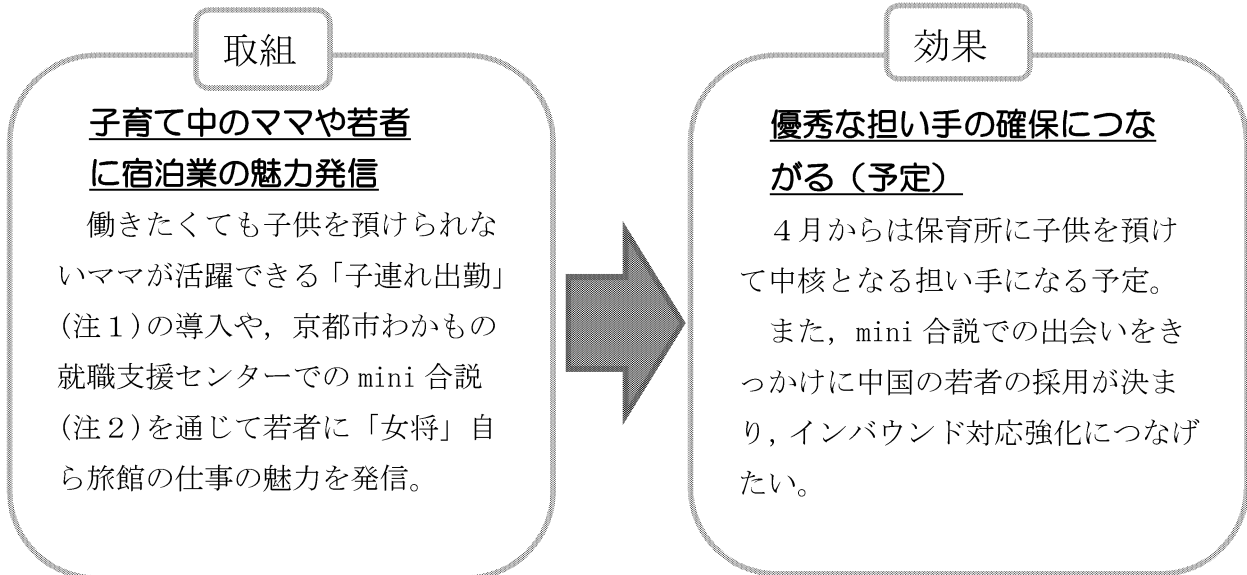 取組
子育て中のママや若者
に宿泊業の魅力発信
働きたくても子供を預けられな
いママが活躍できる「子連れ出勤」
(注１)の導入や，京都市わかもの
就職支援センターでの mini 合説
(注２)を通じて若者に「女将」自
ら旅館の仕事の魅力を発信。
効果
優秀な担い手の確保につな
がる（予定）
４月からは保育所に子供を預け
て中核となる担い手になる予定。
また，mini 合説での出会いをき
っかけに中国の若者の採用が決ま
り，インバウンド対応強化につなげ
たい。